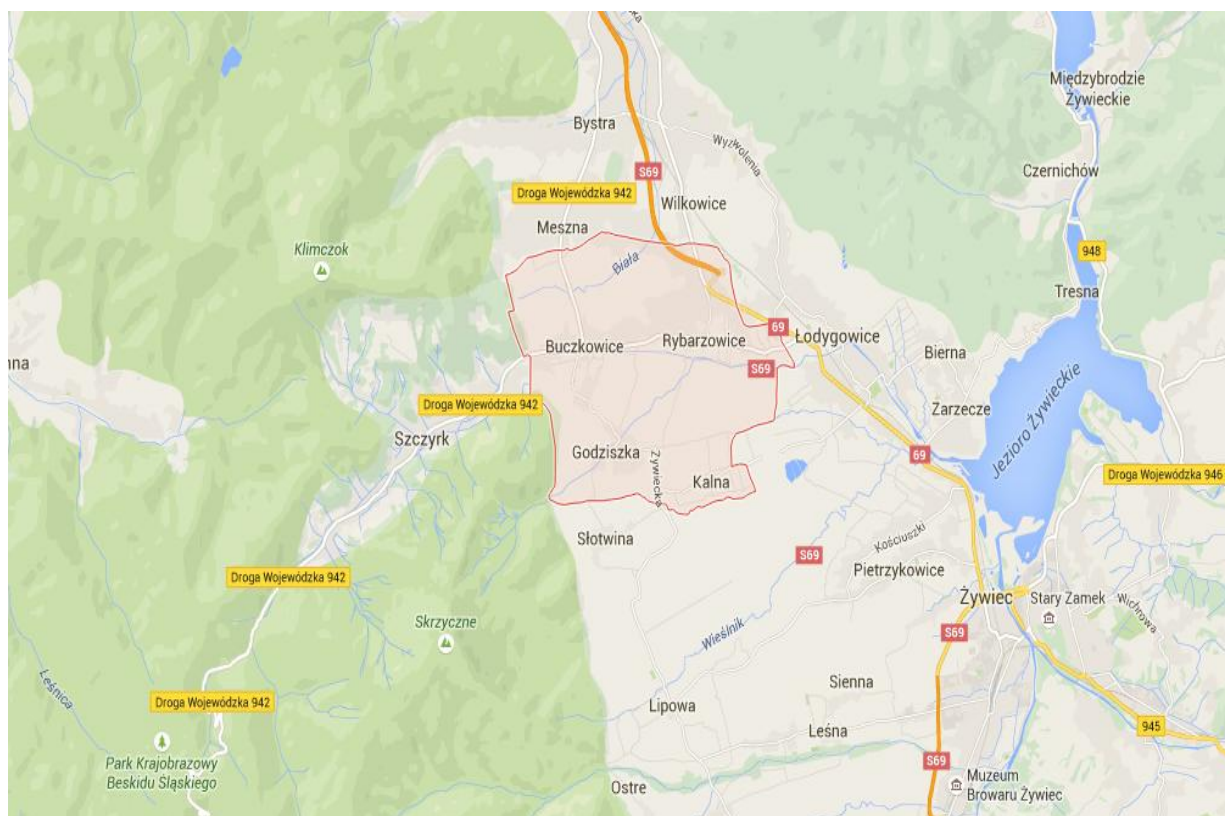 Międzybrodzie
Żywieckie
Bystra
Wyzwolenia
Czernichów
S69
Droga Wojewódzka 942
Wilkowice
Meszna
Klimczok
Biała
948
Tresna
69
Łodygowice
Buczkowice
Rybarzowice
Bierna
nna
S69
Jezioro Żywieckie
Droga Wojewódzka 942
Zarzecze
Szczyrk
Godziszka
Żywiecka
69
Droga Wojewódzka 946
Kalna
Słotwina
Kościuszki
S69
Pietrzykowice
Droga Wojewódzka 942
Żywiec
Stary Zamek
Wichrowa
Skrzyczne
Wieśnik
S69
Leśnica
Sienna
Droga Wojewódzka 942
Lipowa
Leśna
945
Park Krajobrazowy
Beskidu Śląskiego
S69
Ostre
Muzeum
Browaru Żywiec